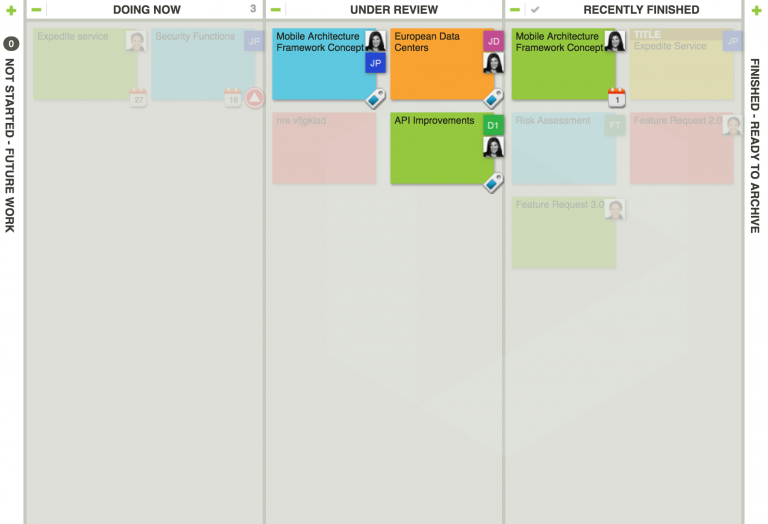 DOING NOW
3
UNDER REVIEW
RECENTLY FINISHED
0
NOT STARTED - FUTURE WORK
Expedite service
27
Security Functions
JP
16
Mobile Architecture
Framework Concept
JP
European Data
Centers
JD
nre vljgklad
API Improvements
D1
Mobile Architecture
Framework Concept
1
TITLE
Expedite Service
JP
Risk Assessment
FT
Feature Request 2.0
Feature Request 3.0
FINISHED - READY TO ARCHIVE